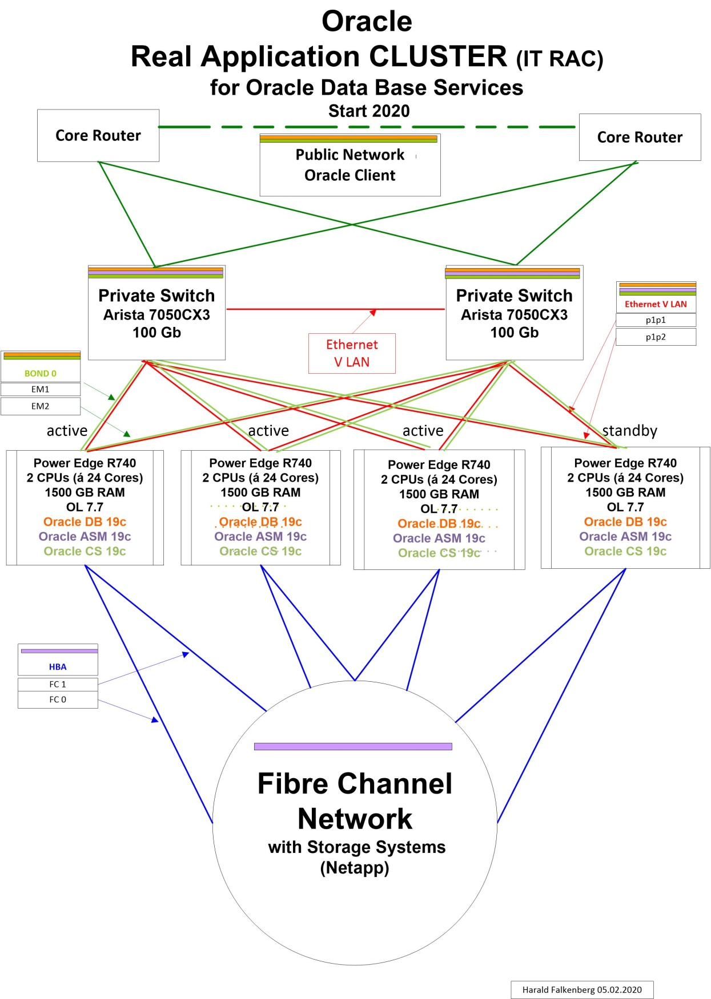 Oracle
Real Application CLUSTER (IT RAC)
for Oracle Data Base Services
Start 2020
Core Router
Core Router
Public Network
Oracle Client
Private Switch
Arista 7050CX3
100 Gb
Private Switch
Arista 7050CX3
100 Gb
Ethernet V LAN
p1p1
p1p2
Ethernet
V LAN
BOND 0
EM1
EM2
active
active
active
standby
Power Edge R740
2 CPUs (á 24 Cores)
1500 GB RAM
OL 7.7
Oracle DB 19c
Oracle ASM 19c
Oracle CS 19c
Power Edge R740
2 CPUs (á 24 Cores)
1500 GB RAM
OL 7.7
Oracle DB 19c
Oracle ASM 19c
Oracle CS 19c
Power Edge R740
2 CPUs (á 24 Cores)
1500 GB RAM
OL 7.7
Oracle DB 19c
Oracle ASM 19c
Oracle CS 19c
Power Edge R740
2 CPUs (á 24 Cores)
1500 GB RAM
OL 7.7
Oracle DB 19c
Oracle ASM 19c
Oracle CS 19c
HBA
FC 1
FC 0
Fibre Channel
Network
with Storage Systems
(Netapp)
Harald Falkenberg 05.02.2020